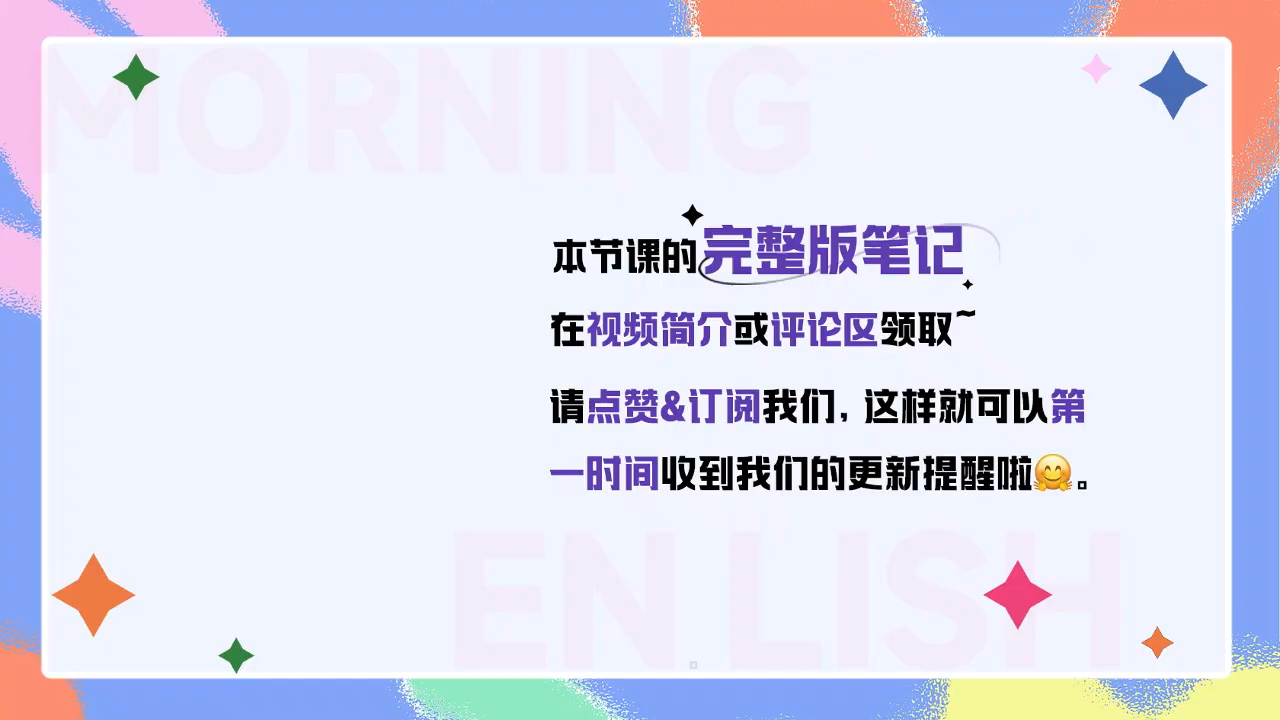 MORNING
本节课的完整版笔记
在视频简介或评论区领取~
请点赞&订阅我们, 这样就可以第
一时间收到我们的更新提醒啦🤗。
EN LISH